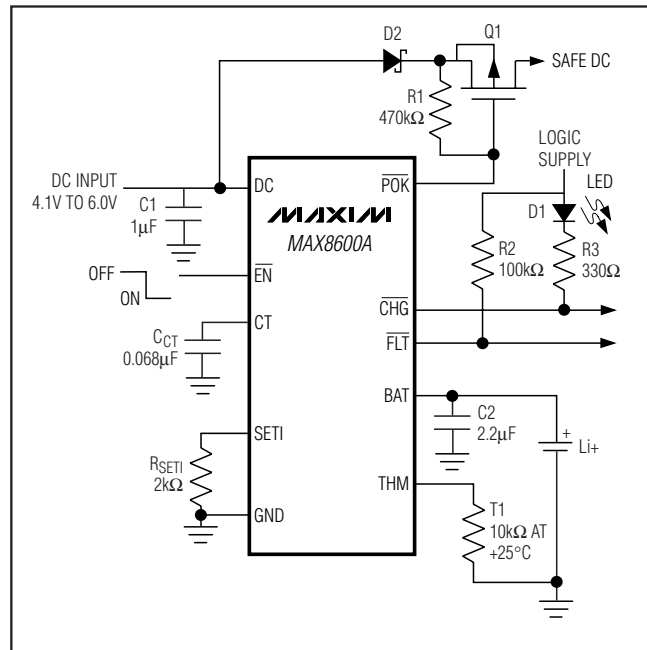 D2
Q1
SAFE DC
R1
470kΩ
LOGIC
SUPPLY
LED
DC INPUT
4.1V TO 6.0V
C1
1µF
DC
POK
MAXIM
MAX8600A
D1
R2
100kΩ
R3
330Ω
OFF
ON
EN
CHG
CT
CCT
0.068µF
FLT
BAT
C2
2.2µF
+
Li+
SETI
RSETI
2kΩ
THM
GND
T1
10kΩ AT
+25°C